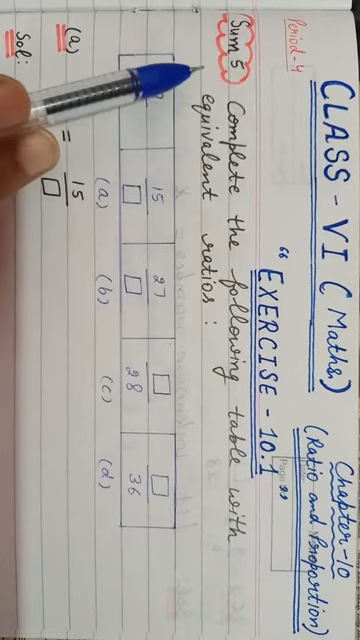 CLASS - VI (Maths)
Chapter-10
(Ratio and Proportion)
Period-4
"EXERCISE - 10.1"
Sum 5. Complete the following table with
equivalent ratios:
15 27 □ □
□ □ 28 36
(a) (b) (c) (d)
Sol:
(a) = 15
□